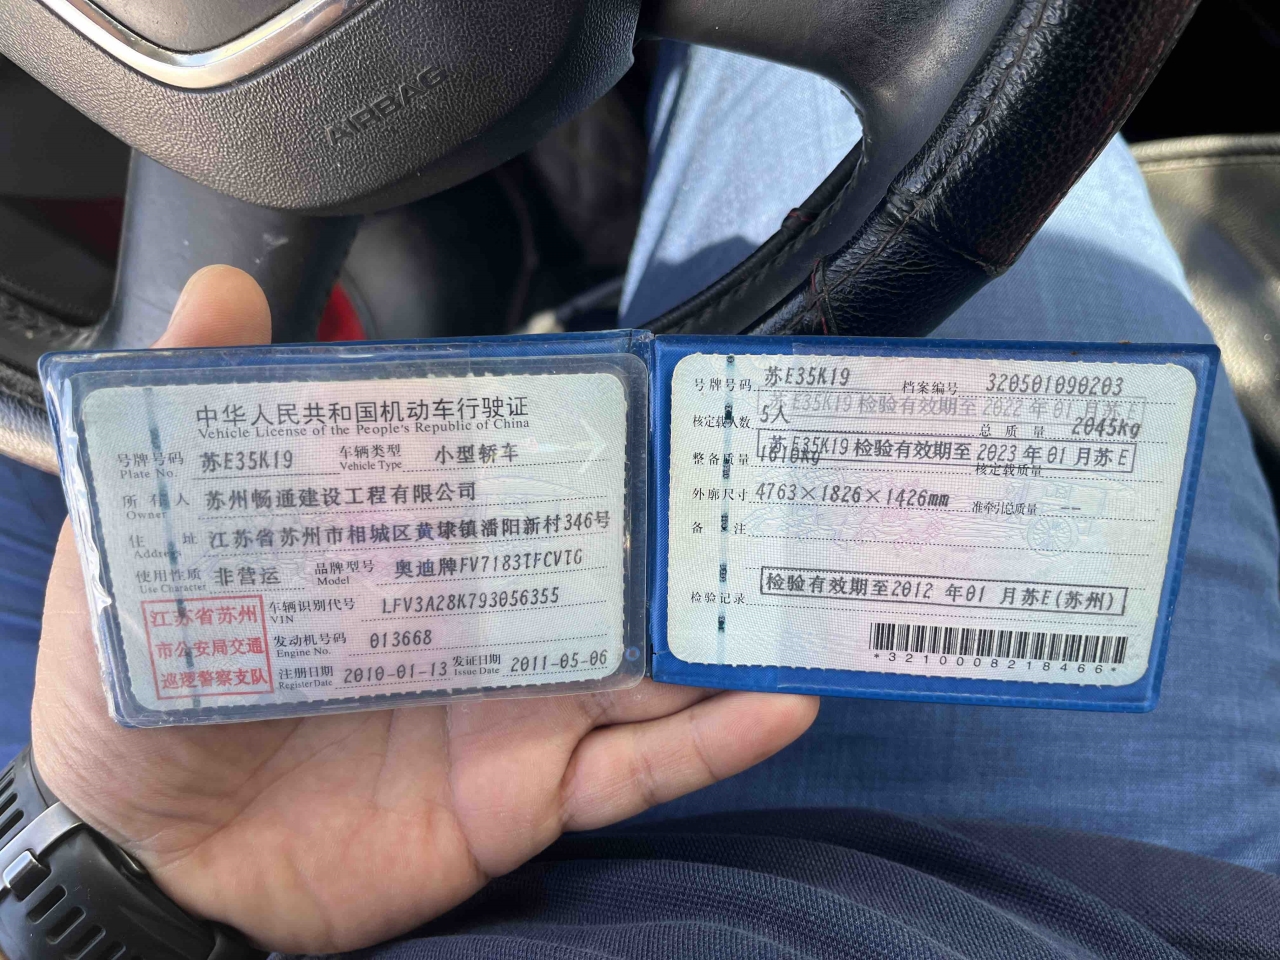 AIRBAG
中华人民共和国机动车行驶证
Vehicle License of the People's Republic of China
号牌号码 苏E35K19 车辆类型 小型轿车
Plate No. Vehicle Type
所有人 苏州畅通建设工程有限公司
Owner
住址 江苏省苏州市相城区黄埭镇潘阳新村346号
Address
使用性质 非营运 品牌型号 奥迪牌FV7183TFCVTG
Use Character Model
江苏省苏州
市公安局交通
巡逻警察支队
车辆识别代号 LFV3A28K793056355
VIN
发动机号码 013668
Engine No.
注册日期 2010-01-13 发证日期 2011-05-06
Register Date Issue Date
号牌号码 苏E35K19 档案编号 320501090203
苏E35K19 检验有效期至 2022 年 01 月苏E
核定载人数 5人 总质量 2045kg
苏E35K19 检验有效期至 2023 年 01 月苏E
整备质量 核定载质量
外廓尺寸 4763×1826×1426mm 准牵引总质量 --
备注
检验有效期至2012 年01 月苏E(苏州)
检验记录
*3210008218466*